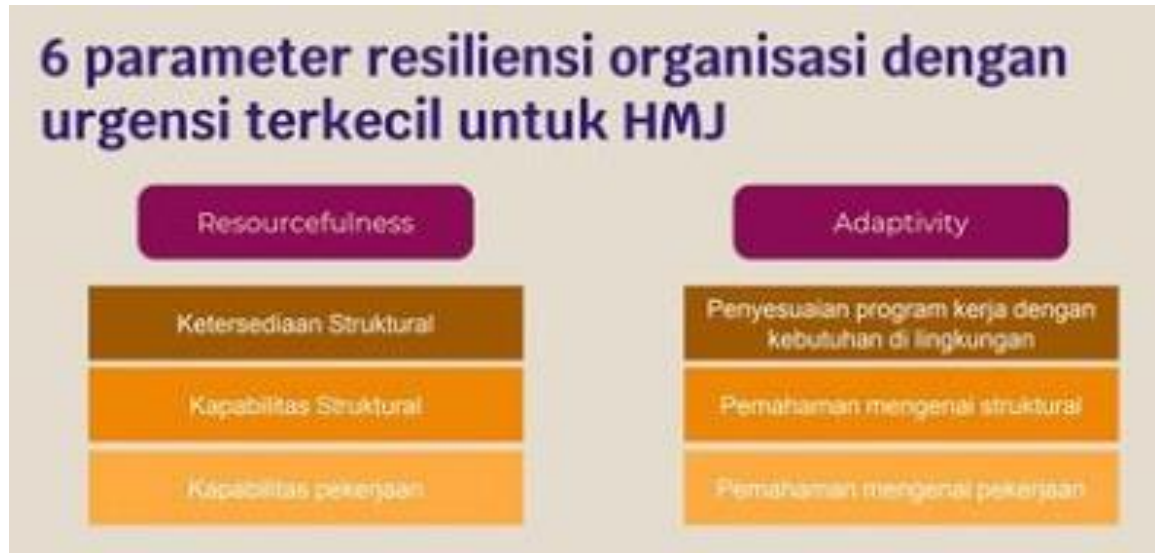 6 parameter resiliensi organisasi dengan
urgensi terkecil untuk HMJ
Resourcefulness
Adaptivity
Ketersediaan Struktural
Penyesuaian program kerja dengan
kebutuhan di lingkungan
Kapabilitas Struktural
Pemahaman mengenai struktural
Kapabilitas pekerjaan
Pemahaman mengenai pekerjaan